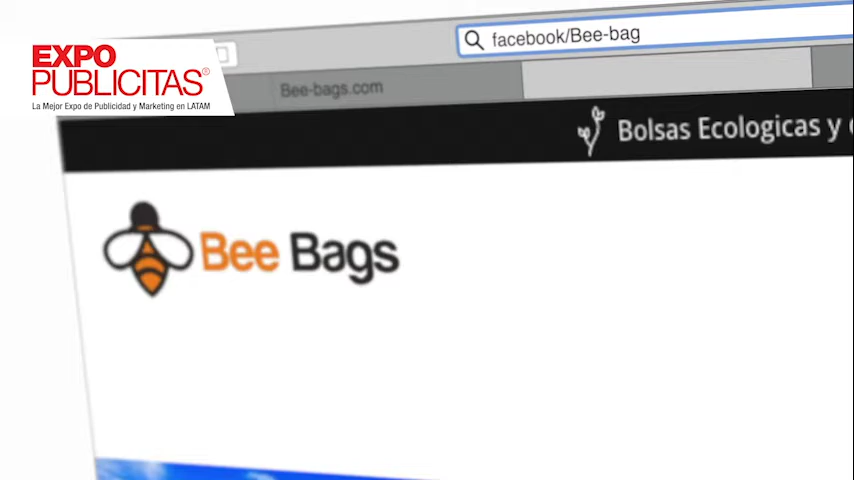 EXPO
PUBLICITAS®
La Mejor Expo de Publicidad y Marketing en LATAM
facebook/Bee-bag
Bee-bags.com
Bolsas Ecologicas y
Bee Bags